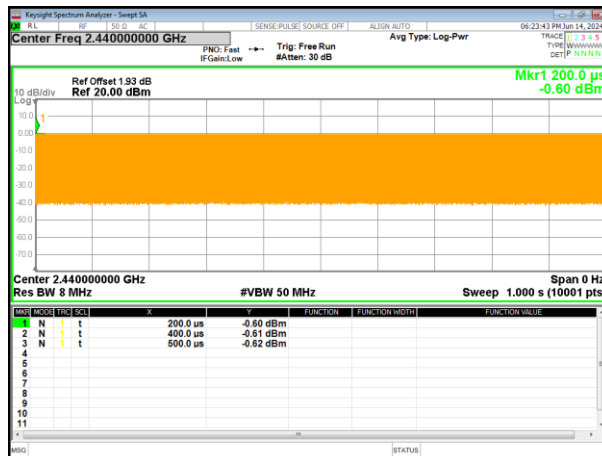 Keysight Spectrum Analyzer - Swept SA
RL RF 50 Ω AC SENSE:PULSE SOURCE OFF ALIGN AUTO 06:23:43 PM Jun 14, 2024
Center Freq 2.440000000 GHz Avg Type: Log-Pwr TRACE 1 2 3 4 5
PNO: Fast Trig: Free Run TYPE
IFGain:Low #Atten: 30 dB DET P NNNN
Mkr1 200.0 µs
-0.60 dBm
Ref Offset 1.93 dB
10 dB/div Ref 20.00 dBm
Log
1
10.0
0.00
-10.0
-20.0
-30.0
-40.0
-50.0
-60.0
-70.0
Center 2.440000000 GHz Span 0 Hz
Res BW 8 MHz #VBW 50 MHz Sweep 1.000 s (10001 pts)
MKR MODE TRC SCL X Y FUNCTION FUNCTION WIDTH FUNCTION VALUE
1 N 1 t 200.0 µs -0.60 dBm
2 N 1 t 400.0 µs -0.61 dBm
3 N 1 t 500.0 µs -0.62 dBm
4
5
6
7
8
9
10
11
MSG STATUS